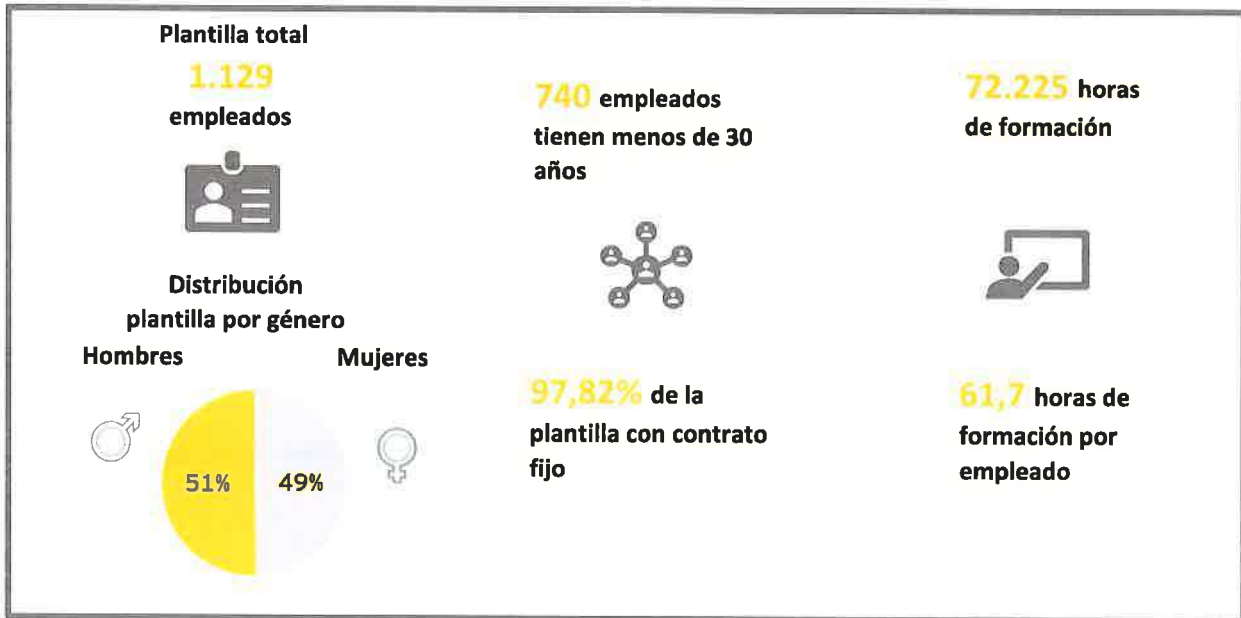 Plantilla total
1.129
empleados
Distribución
plantilla por género
Hombres
Mujeres
51%
49%
740 empleados
tienen menos de 30
años
97,82% de la
plantilla con contrato
fijo
72.225 horas
de formación
61,7 horas de
formación por
empleado